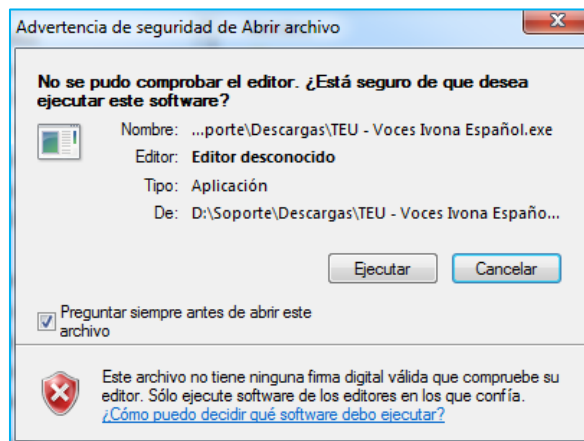 Advertencia de seguridad de Abrir archivo
No se pudo comprobar el editor. ¿Está seguro de que desea
ejecutar este software?
Nombre: ...porte\Descargas\TEU - Voces Ivona Español.exe
Editor: Editor desconocido
Tipo: Aplicación
De: D:\Soporte\Descargas\TEU - Voces Ivona Españo...
Ejecutar Cancelar
Preguntar siempre antes de abrir este
archivo
Este archivo no tiene ninguna firma digital válida que compruebe su
editor. Sólo ejecute software de los editores en los que confía.
¿Cómo puedo decidir qué software debo ejecutar?